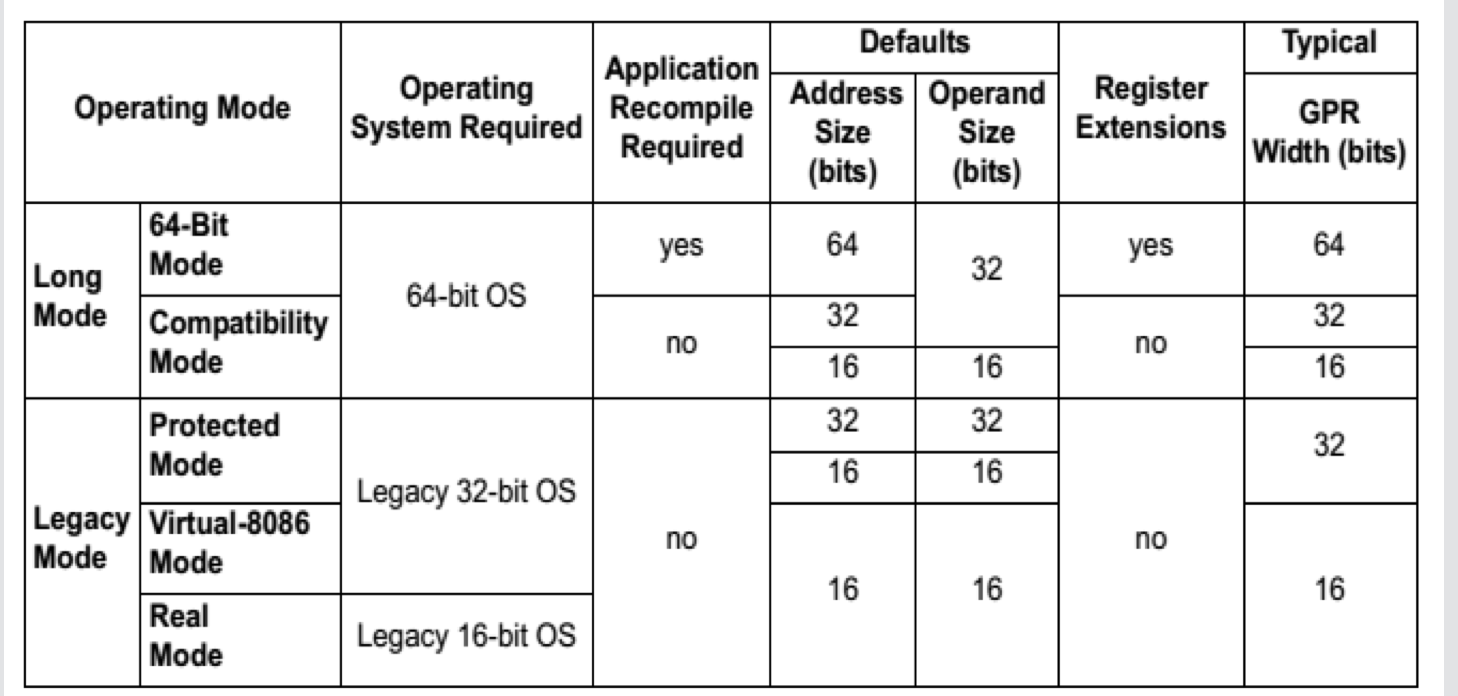 Operating Mode
Operating
System Required
Application
Recompile
Required
Defaults
Address
Size
(bits)
Operand
Size
(bits)
Register
Extensions
Typical
GPR
Width (bits)
Long
Mode
64-Bit
Mode
64-bit OS
yes
64
32
yes
64
Compatibility
Mode
no
32
no
32
16
16
16
Legacy
Mode
Protected
Mode
Legacy 32-bit OS
no
32
32
no
32
16
16
Virtual-8086
Mode
16
16
16
Real
Mode
Legacy 16-bit OS